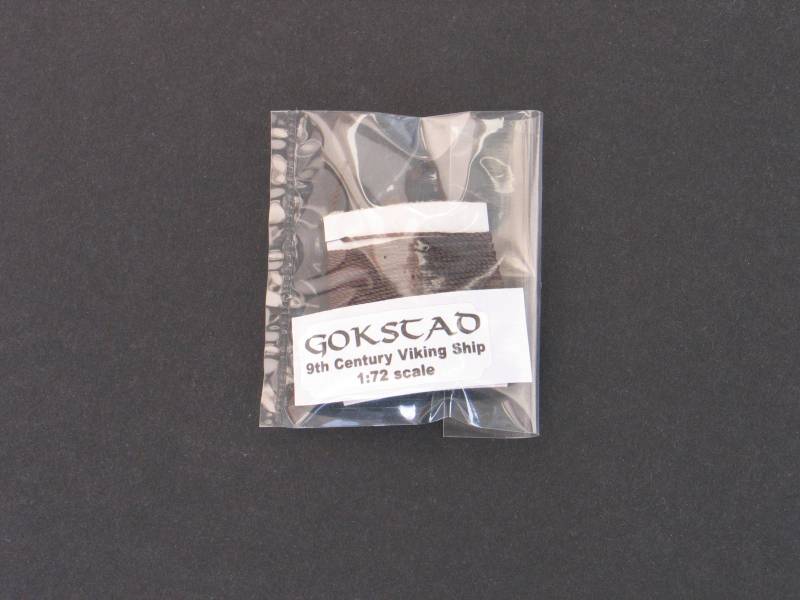 GOKSTAD
9th Century Viking Ship
1:72 scale